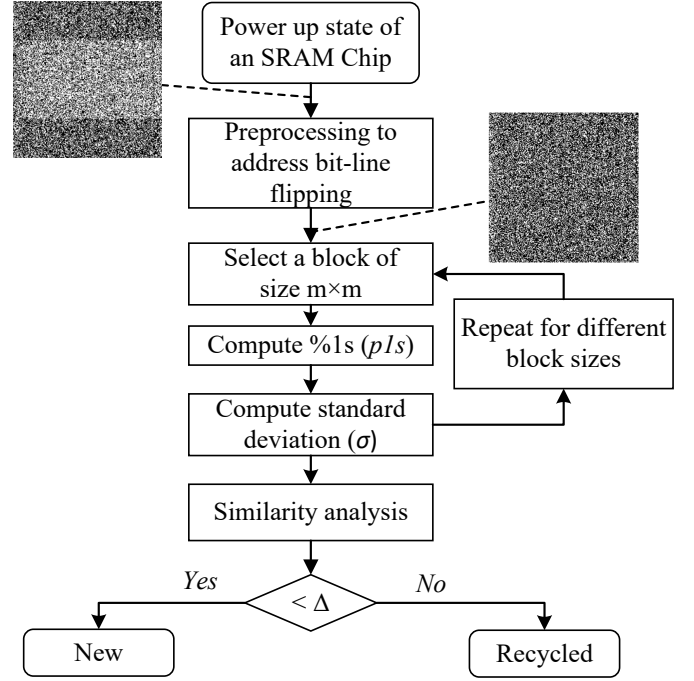 Power up state of
an SRAM Chip
Preprocessing to
address bit-line
flipping
Select a block of
size m×m
Repeat for different
block sizes
Compute %1s (p1s)
Compute standard
deviation (σ)
Similarity analysis
Yes
< Δ
No
New
Recycled